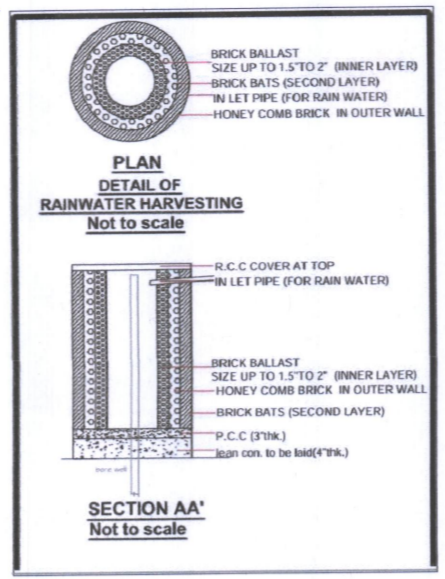 BRICK BALLAST
SIZE UP TO 1.5"TO 2" (INNER LAYER)
BRICK BATS (SECOND LAYER)
IN LET PIPE (FOR RAIN WATER)
HONEY COMB BRICK IN OUTER WALL
PLAN
DETAIL OF
RAINWATER HARVESTING
Not to scale
R.C.C COVER AT TOP
IN LET PIPE (FOR RAIN WATER)
BRICK BALLAST
SIZE UP TO 1.5"TO 2" (INNER LAYER)
HONEY COMB BRICK IN OUTER WALL
BRICK BATS (SECOND LAYER)
P.C.C (3"thk.)
lean con. to be laid(4"thk.)
SECTION AA'
Not to scale